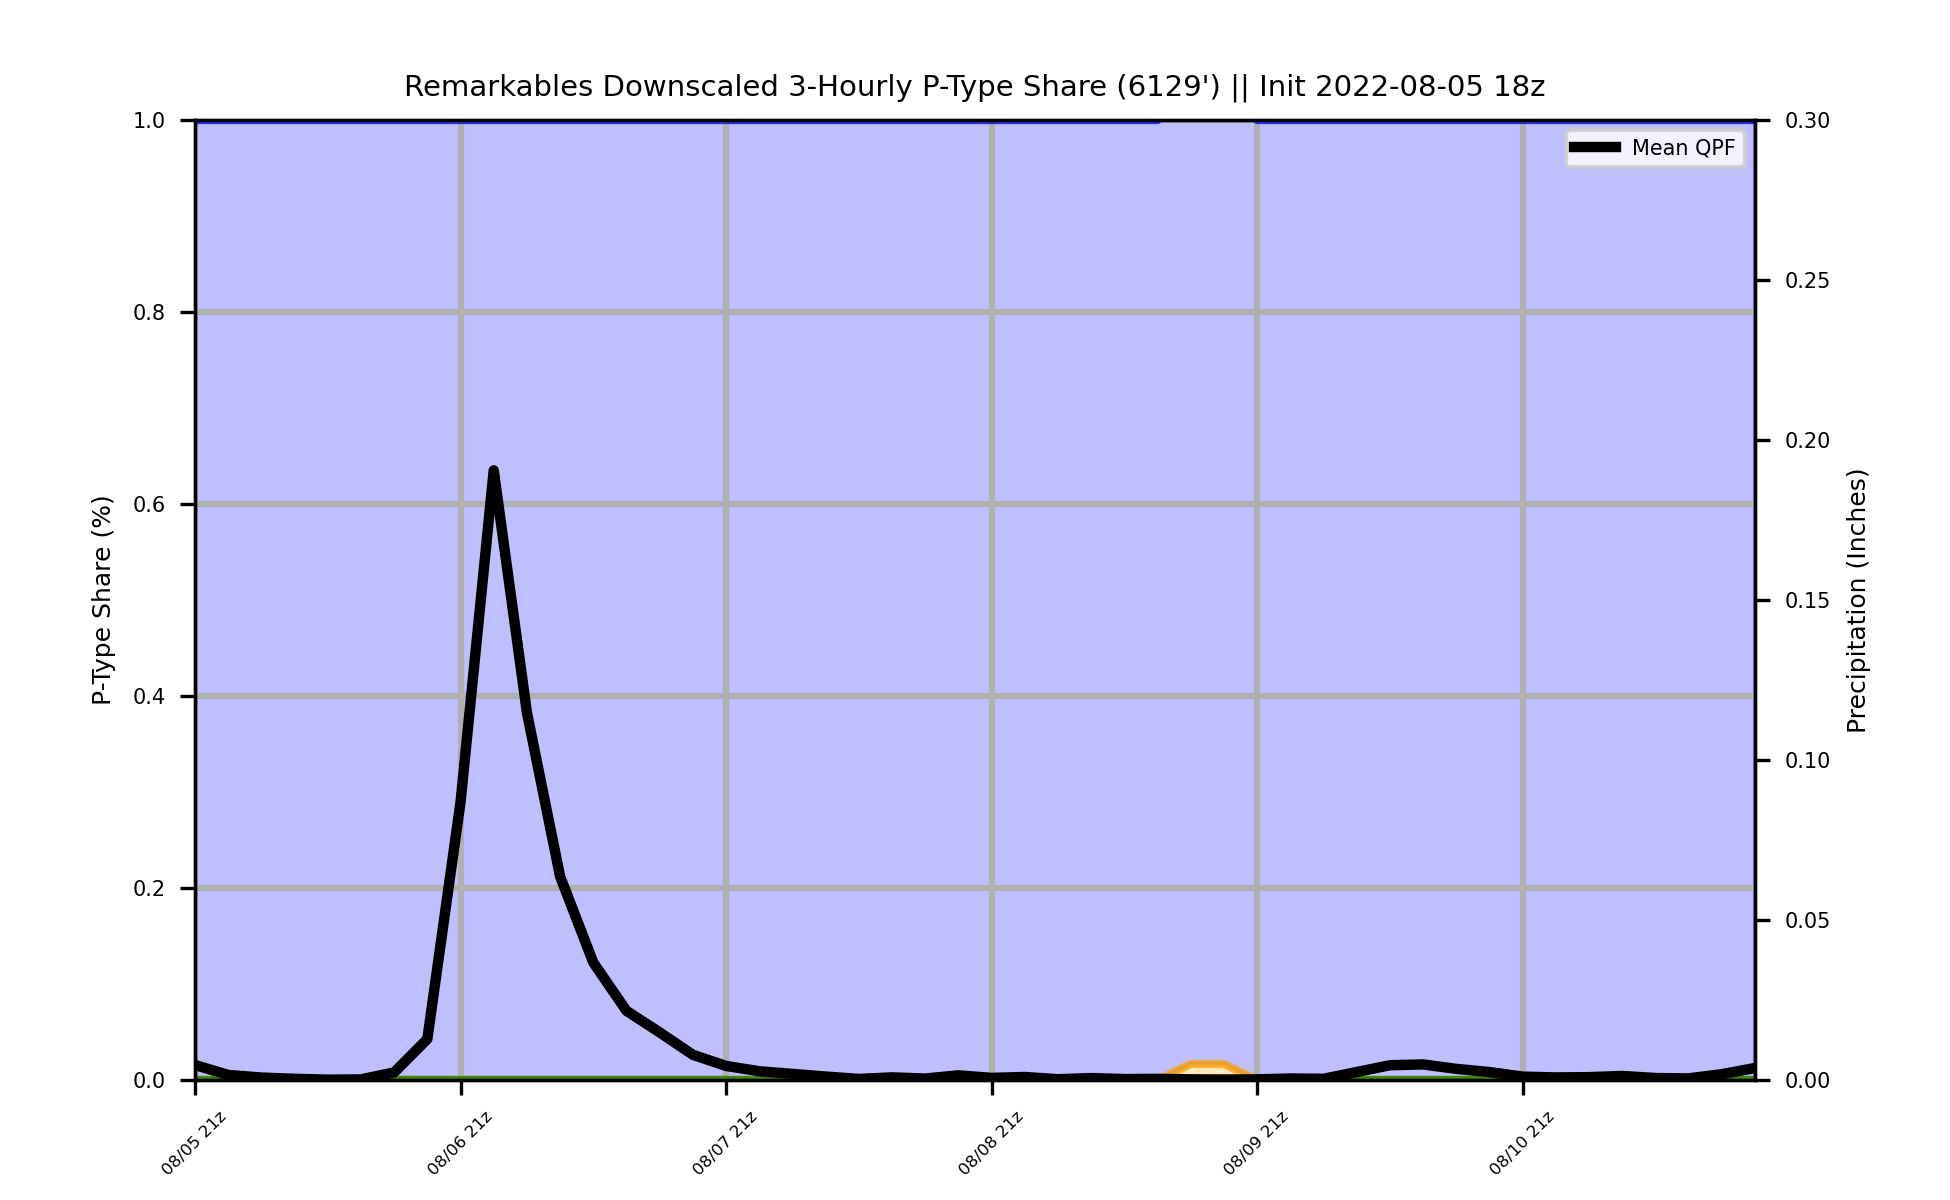 Remarkables Downscaled 3-Hourly P-Type Share (6129') || Init 2022-08-05 18z
Mean QPF
P-Type Share (%)
1.0
0.8
0.6
0.4
0.2
0.0
Precipitation (Inches)
0.30
0.25
0.20
0.15
0.10
0.05
0.00
08/05 21z
08/06 21z
08/07 21z
08/08 21z
08/09 21z
08/10 21z